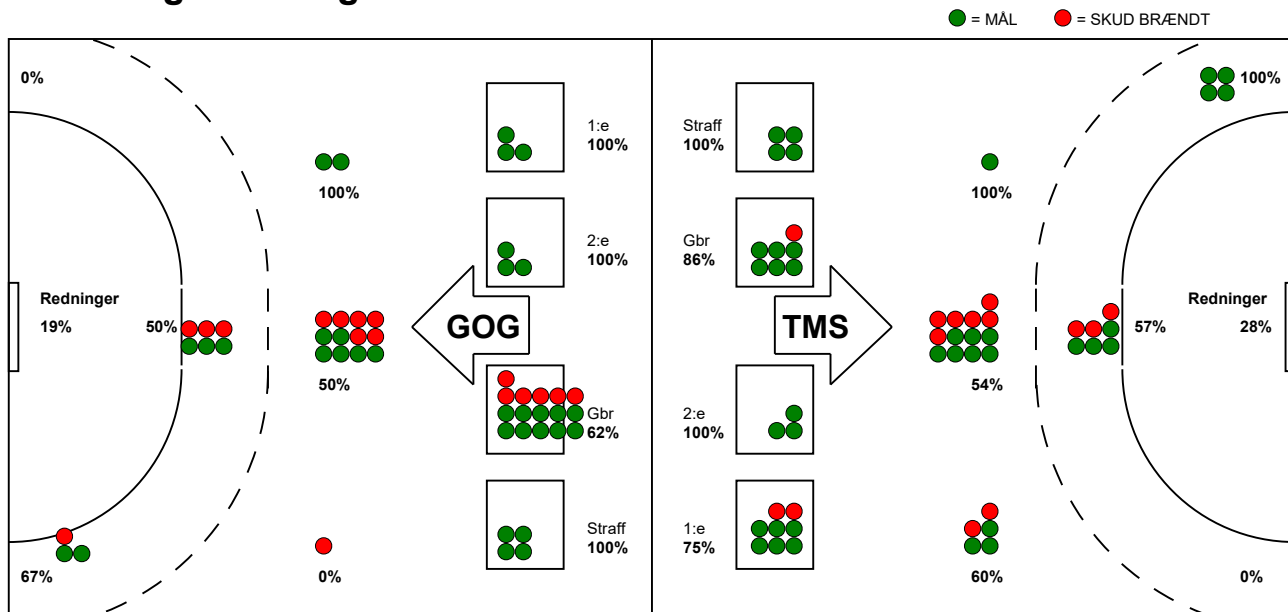 = MÅL
= SKUD BRÆNDT
0%
100%
Redninger
19%
50%
50%
67%
0%
1:e
100%
2:e
100%
GOG
Gbr
62%
Straff
100%
Straff
100%
Gbr
86%
TMS
2:e
100%
1:e
75%
100%
100%
54%
57%
Redninger
28%
60%
0%